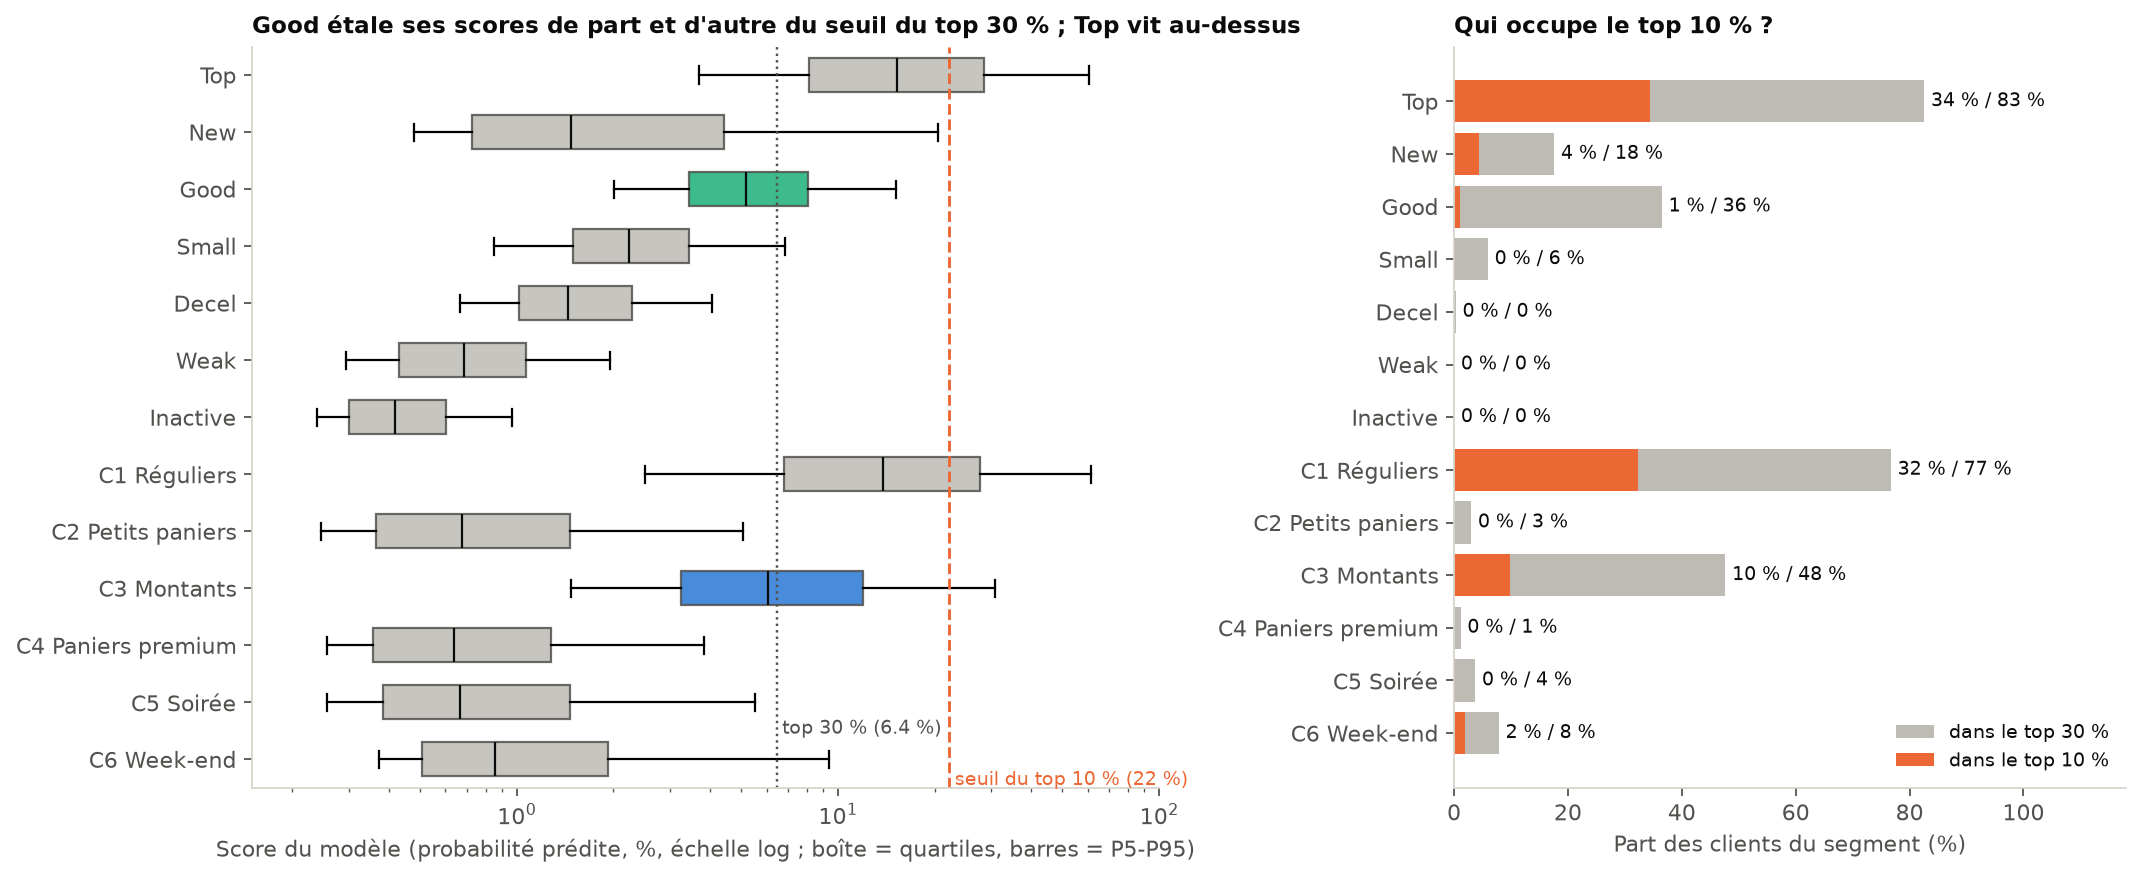 Good étale ses scores de part et d'autre du seuil du top 30 % ; Top vit au-dessus
Top
New
Good
Small
Decel
Weak
Inactive
C1 Réguliers
C2 Petits paniers
C3 Montants
C4 Paniers premium
C5 Soirée
C6 Week-end
top 30 % (6.4 %)
seuil du top 10 % (22 %)
10⁰
10¹
10²
Score du modèle (probabilité prédite, %, échelle log ; boîte = quartiles, barres = P5-P95)
Qui occupe le top 10 % ?
Top
34 % / 83 %
New
4 % / 18 %
Good
1 % / 36 %
Small
0 % / 6 %
Decel
0 % / 0 %
Weak
0 % / 0 %
Inactive
0 % / 0 %
C1 Réguliers
32 % / 77 %
C2 Petits paniers
0 % / 3 %
C3 Montants
10 % / 48 %
C4 Paniers premium
0 % / 1 %
C5 Soirée
0 % / 4 %
C6 Week-end
2 % / 8 %
dans le top 30 %
dans le top 10 %
0
20
40
60
80
100
Part des clients du segment (%)